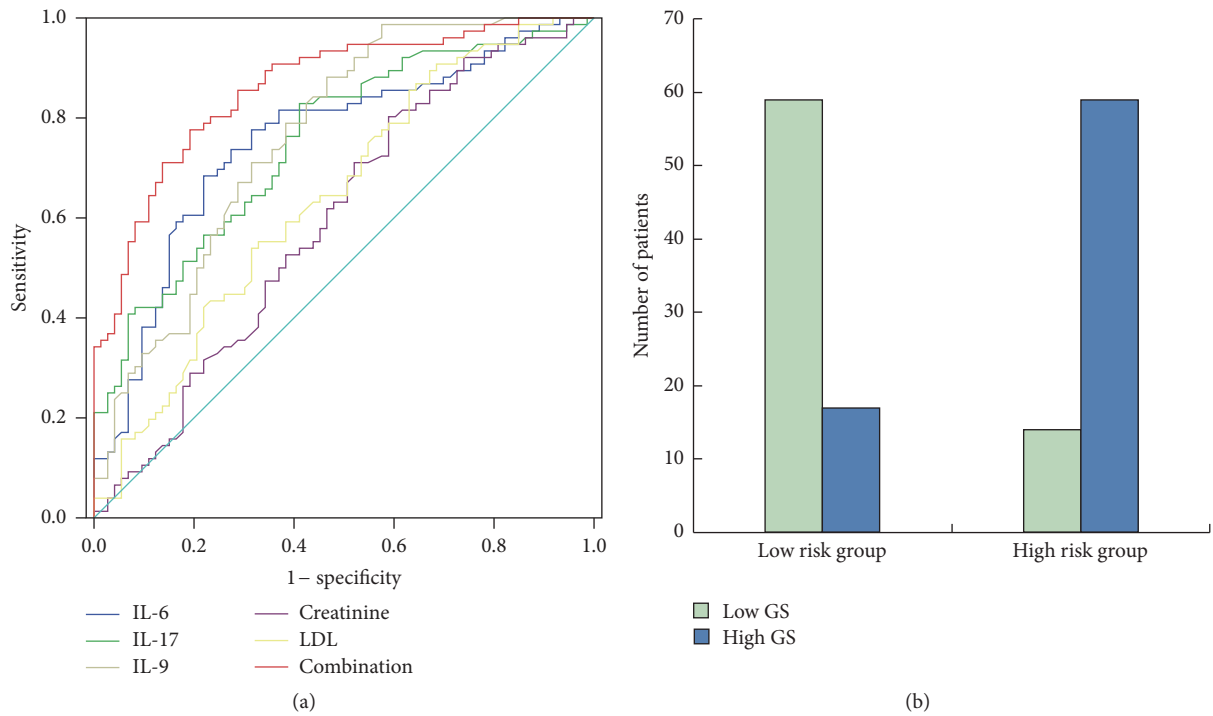 1.0
0.8
0.6
0.4
0.2
0.0
Sensitivity
0.0 0.2 0.4 0.6 0.8 1.0
1− specificity
IL-6
IL-17
IL-9
Creatinine
LDL
Combination
(a)
70
60
50
40
30
20
10
0
Number of patients
Low risk group High risk group
Low GS
High GS
(b)